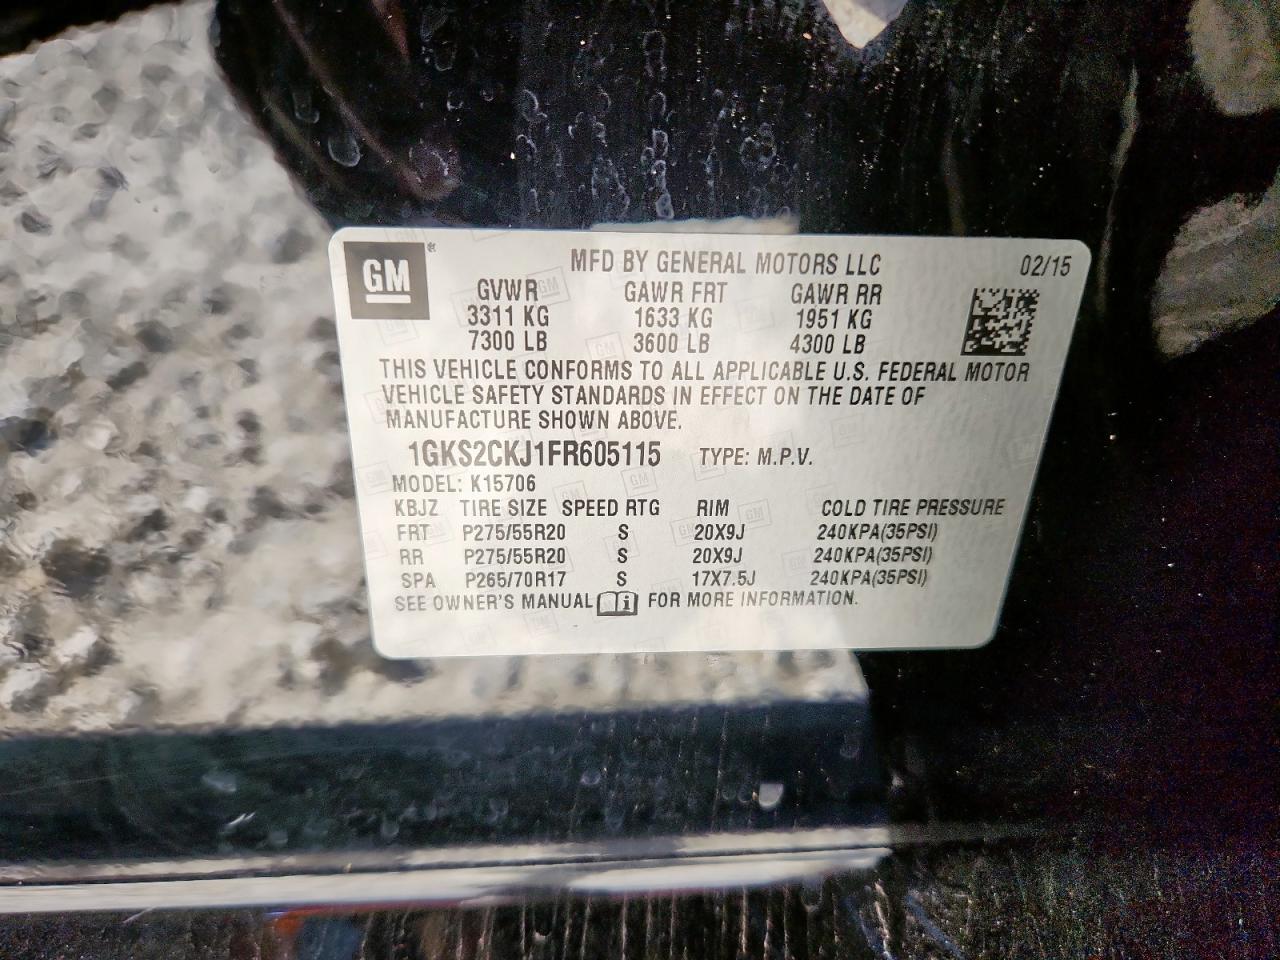 GM
MFD BY GENERAL MOTORS LLC 02/15
GVWR GAWR FRT GAWR RR
3311 KG 1633 KG 1951 KG
7300 LB 3600 LB 4300 LB
THIS VEHICLE CONFORMS TO ALL APPLICABLE U.S. FEDERAL MOTOR
VEHICLE SAFETY STANDARDS IN EFFECT ON THE DATE OF
MANUFACTURE SHOWN ABOVE.
1GKS2CKJ1FR605115 TYPE: M.P.V.
MODEL: K15706
KBJZ TIRE SIZE SPEED RTG RIM COLD TIRE PRESSURE
FRT P275/55R20 S 20X9J 240KPA(35PSI)
RR P275/55R20 S 20X9J 240KPA(35PSI)
SPA P265/70R17 S 17X7.5J 240KPA(35PSI)
SEE OWNER'S MANUAL i FOR MORE INFORMATION.